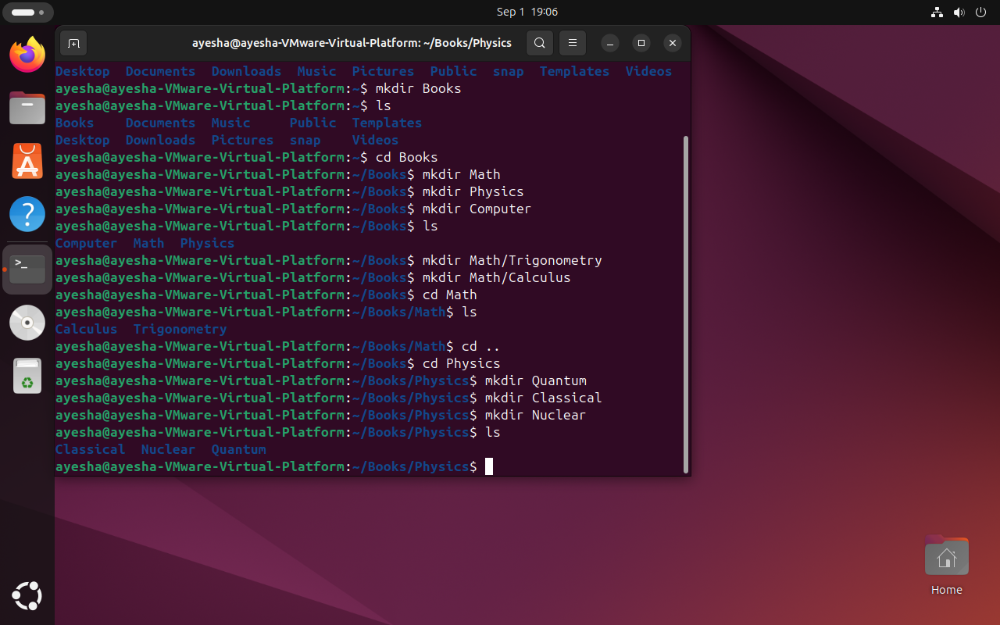 Sep 1 19:06
ayesha@ayesha-VMware-Virtual-Platform: ~/Books/Physics
Desktop  Documents  Downloads  Music  Pictures  Public  snap  Templates  Videos
ayesha@ayesha-VMware-Virtual-Platform:~$ mkdir Books
ayesha@ayesha-VMware-Virtual-Platform:~$ ls
Books    Documents  Music     Public  Templates
Desktop  Downloads  Pictures  snap    Videos
ayesha@ayesha-VMware-Virtual-Platform:~$ cd Books
ayesha@ayesha-VMware-Virtual-Platform:~/Books$ mkdir Math
ayesha@ayesha-VMware-Virtual-Platform:~/Books$ mkdir Physics
ayesha@ayesha-VMware-Virtual-Platform:~/Books$ mkdir Computer
ayesha@ayesha-VMware-Virtual-Platform:~/Books$ ls
Computer  Math  Physics
ayesha@ayesha-VMware-Virtual-Platform:~/Books$ mkdir Math/Trigonometry
ayesha@ayesha-VMware-Virtual-Platform:~/Books$ mkdir Math/Calculus
ayesha@ayesha-VMware-Virtual-Platform:~/Books$ cd Math
ayesha@ayesha-VMware-Virtual-Platform:~/Books/Math$ ls
Calculus  Trigonometry
ayesha@ayesha-VMware-Virtual-Platform:~/Books/Math$ cd ..
ayesha@ayesha-VMware-Virtual-Platform:~/Books$ cd Physics
ayesha@ayesha-VMware-Virtual-Platform:~/Books/Physics$ mkdir Quantum
ayesha@ayesha-VMware-Virtual-Platform:~/Books/Physics$ mkdir Classical
ayesha@ayesha-VMware-Virtual-Platform:~/Books/Physics$ mkdir Nuclear
ayesha@ayesha-VMware-Virtual-Platform:~/Books/Physics$ ls
Classical  Nuclear  Quantum
ayesha@ayesha-VMware-Virtual-Platform:~/Books/Physics$
Home